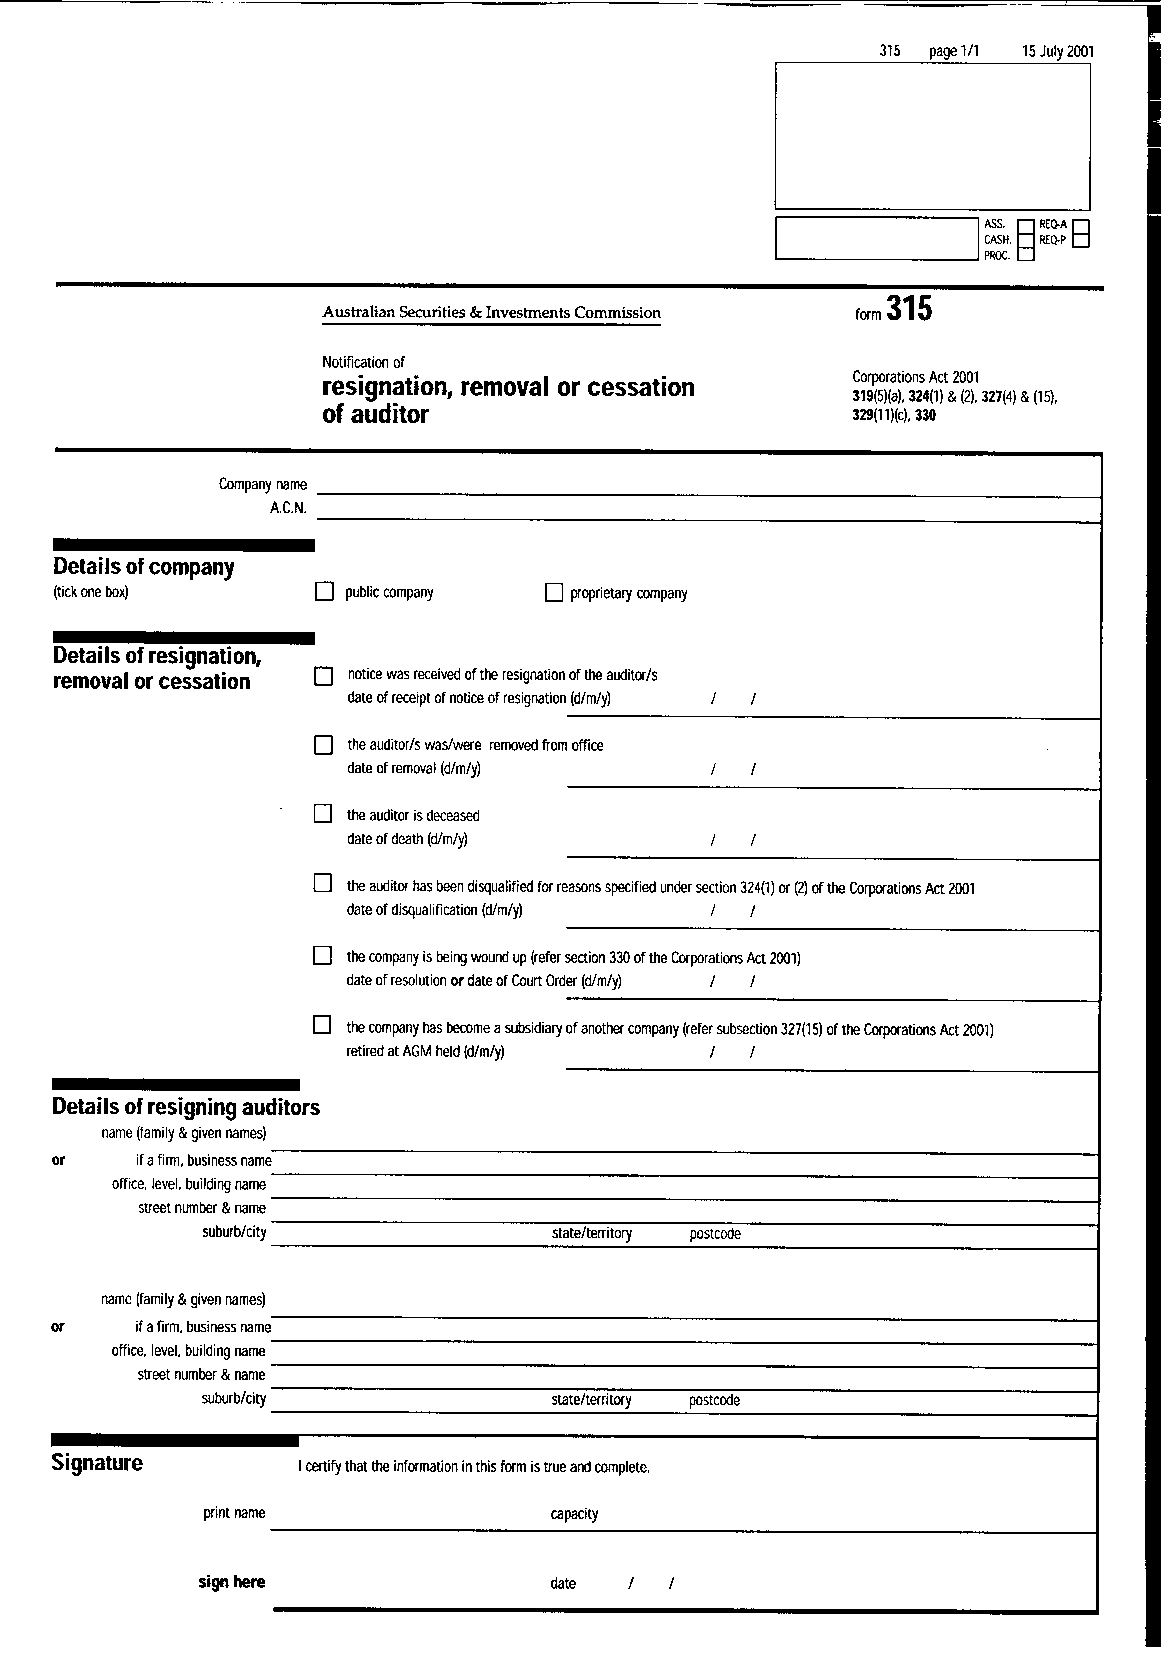 315 page 1/1 15 July 2001
ASS. REQ-A
CASH. REQ-P
PROC.
Australian Securities & Investments Commission
form 315
Notification of
resignation, removal or cessation
of auditor
Corporations Act 2001
319(5)(a), 324(1) & (2), 327(4) & (15),
329(11)(c), 330
Company name
A.C.N.
Details of company
(tick one box)
public company
proprietary company
Details of resignation,
removal or cessation
notice was received of the resignation of the auditor/s
date of receipt of notice of resignation (d/m/y) / /
the auditor/s was/were removed from office
date of removal (d/m/y) / /
the auditor is deceased
date of death (d/m/y) / /
the auditor has been disqualified for reasons specified under section 324(1) or (2) of the Corporations Act 2001
date of disqualification (d/m/y) / /
the company is being wound up (refer section 330 of the Corporations Act 2001)
date of resolution or date of Court Order (d/m/y) / /
the company has become a subsidiary of another company (refer subsection 327(15) of the Corporations Act 2001)
retired at AGM held (d/m/y) / /
Details of resigning auditors
name (family & given names)
or if a firm, business name
office, level, building name
street number & name
suburb/city state/territory postcode
name (family & given names)
or if a firm, business name
office, level, building name
street number & name
suburb/city state/territory postcode
Signature
I certify that the information in this form is true and complete.
print name capacity
sign here date / /